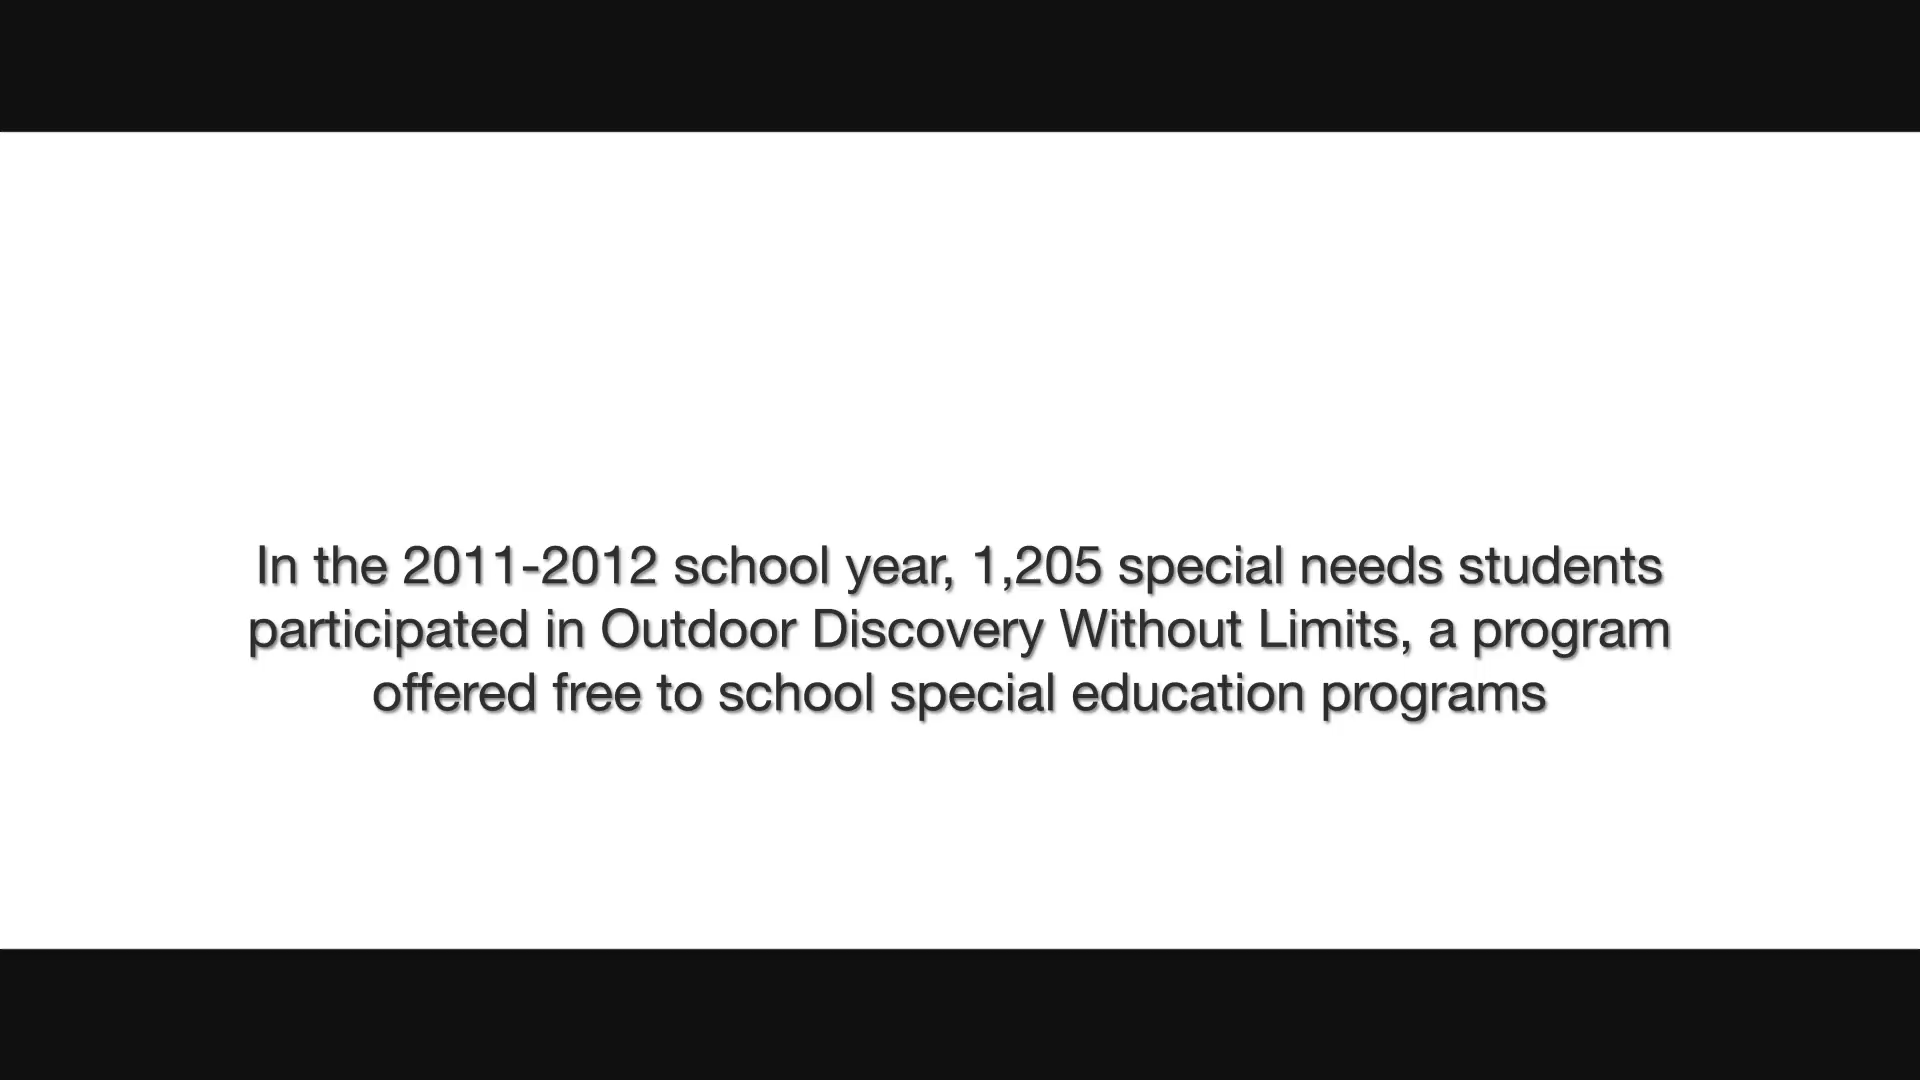 In the 2011-2012 school year, 1,205 special needs students
participated in Outdoor Discovery Without Limits, a program
offered free to school special education programs